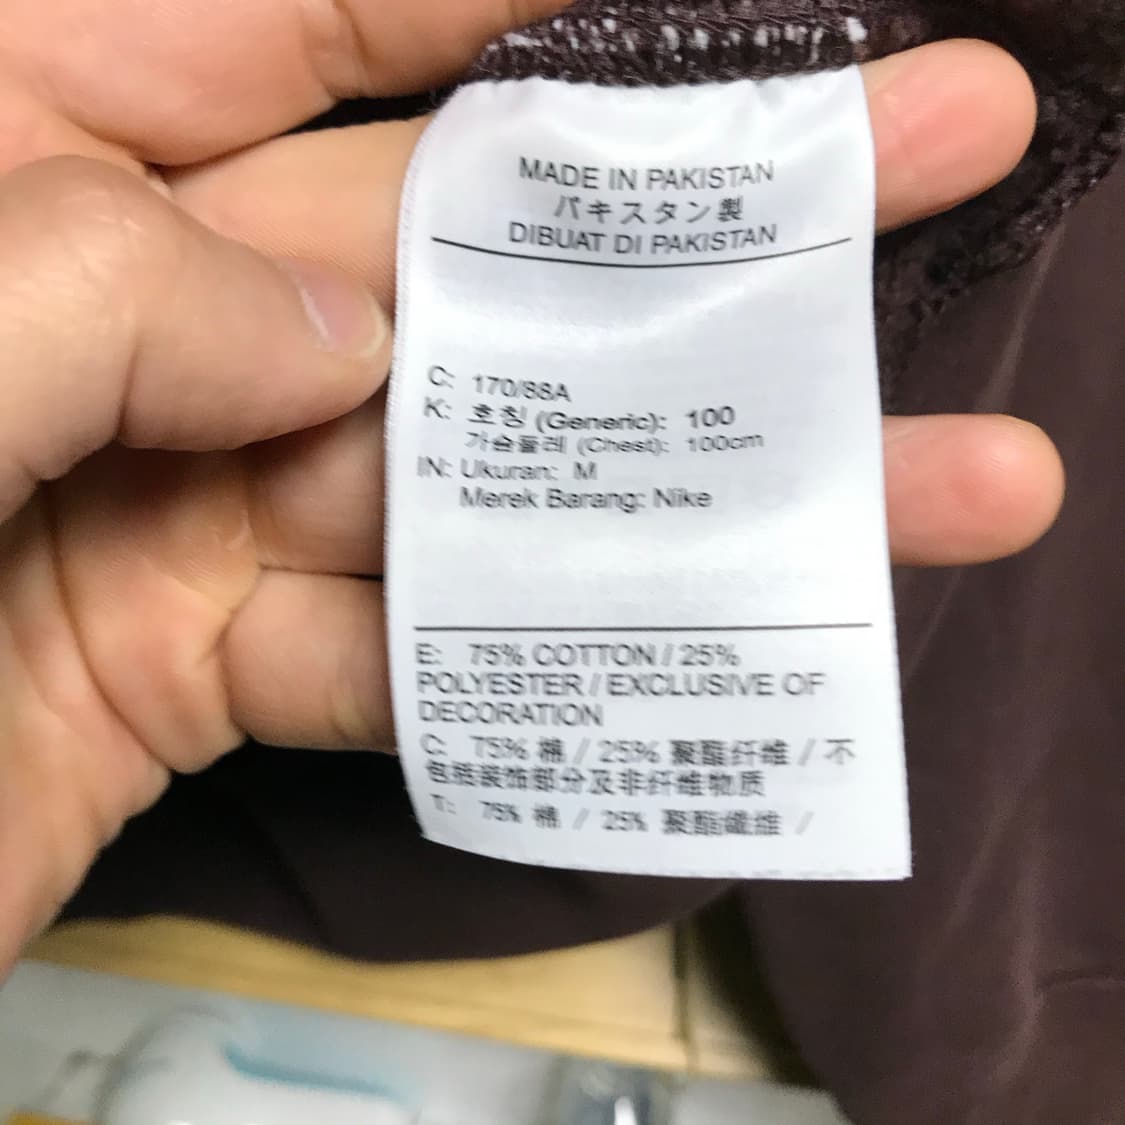 MADE IN PAKISTAN
パキスタン製
DIBUAT DI PAKISTAN
C: 170/88A
K: 호칭 (Generic): 100
가슴둘레 (Chest): 100cm
IN: Ukuran: M
Merek Barang: Nike
E: 75% COTTON / 25%
POLYESTER / EXCLUSIVE OF
DECORATION
C: 75% 棉 / 25% 聚酯纤维 / 不
包括装饰部分及非纤维物质
T: 75% 棉 / 25% 聚酯纖維 /